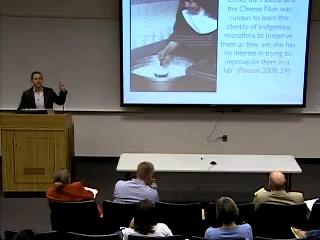 the Cheese Nun was
curious to learn the
identity of indigenous
microflora to preserve
them as they are; she has
no interest in trying to
improve on them in a
lab" (Paxson 2008: 24)